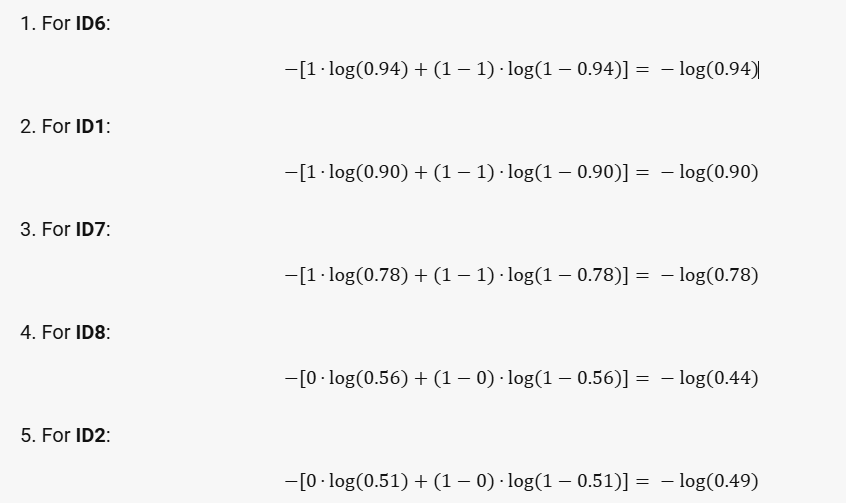 1. For ID6:
−[1 · log(0.94) + (1 − 1) · log(1 − 0.94)] = − log(0.94)
2. For ID1:
−[1 · log(0.90) + (1 − 1) · log(1 − 0.90)] = − log(0.90)
3. For ID7:
−[1 · log(0.78) + (1 − 1) · log(1 − 0.78)] = − log(0.78)
4. For ID8:
−[0 · log(0.56) + (1 − 0) · log(1 − 0.56)] = − log(0.44)
5. For ID2:
−[0 · log(0.51) + (1 − 0) · log(1 − 0.51)] = − log(0.49)